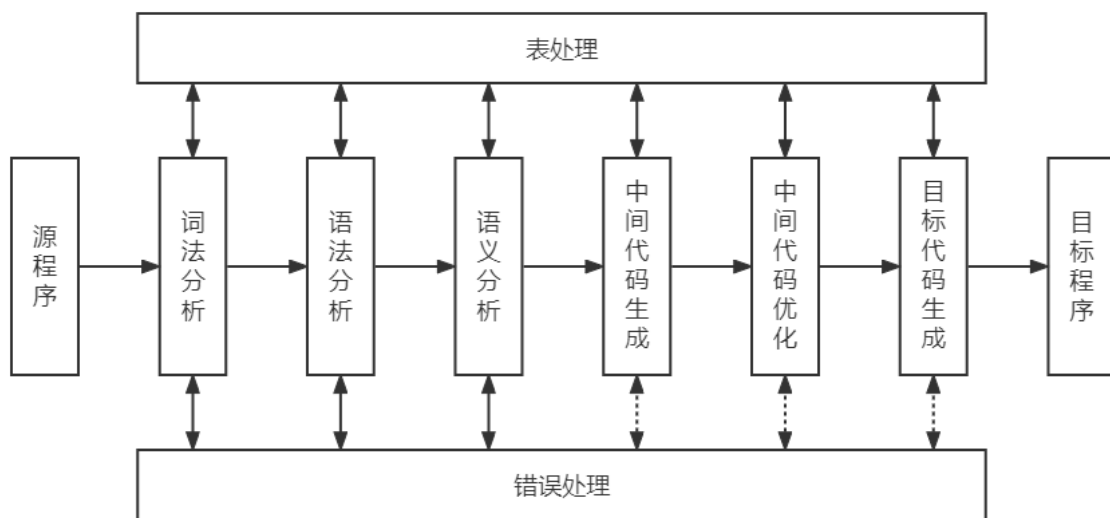 表处理
源程序
词法分析
语法分析
语义分析
中间代码生成
中间代码优化
目标代码生成
目标程序
错误处理